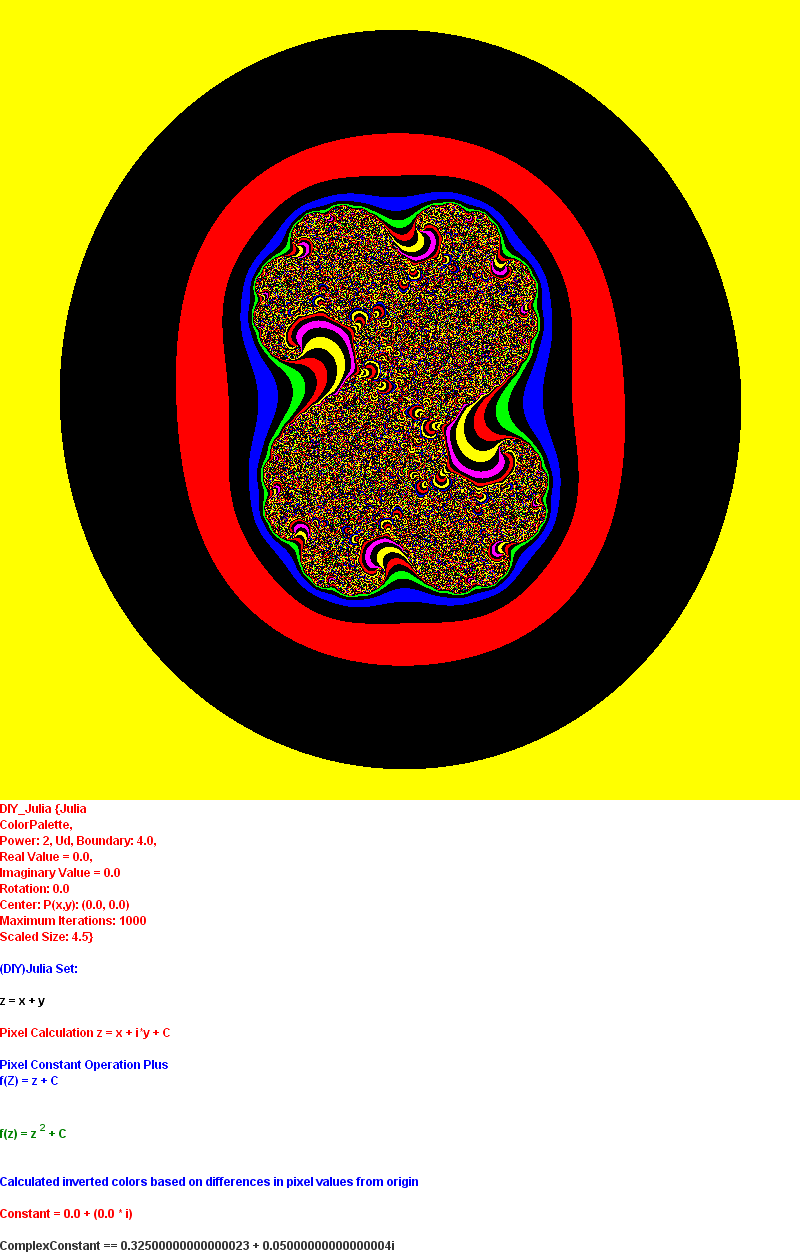 DIY_Julia {Julia
ColorPalette,
Power: 2, Ud, Boundary: 4.0,
Real Value = 0.0,
Imaginary Value = 0.0
Rotation: 0.0
Center: P(x,y): (0.0, 0.0)
Maximum Iterations: 1000
Scaled Size: 4.5}
(DIY)Julia Set:
z = x + y
Pixel Calculation z = x + i*y + C
Pixel Constant Operation Plus
f(Z) = z + C
f(z) = z ² + C
Calculated inverted colors based on differences in pixel values from origin
Constant = 0.0 + (0.0 * i)
ComplexConstant == 0.32500000000000023 + 0.05000000000000004i